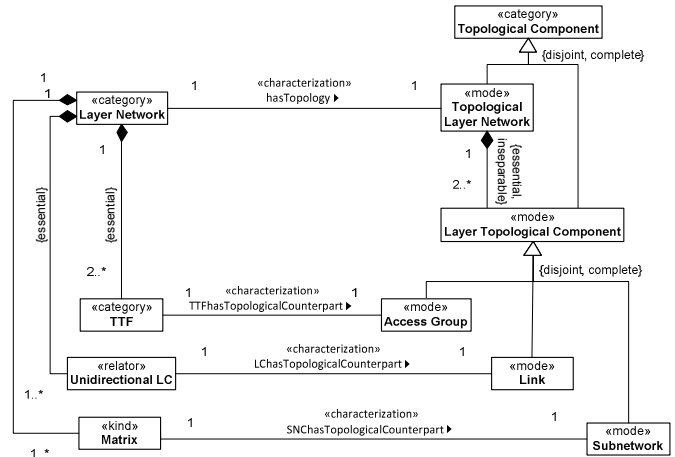 «category»
Topological Component
{disjoint, complete}
1
1
«category»
Layer Network
1
«characterization»
hasTopology
1
«mode»
Topological
Layer Network
1
1
{essential,
inseparable}
2..*
{essential}
{essential}
«mode»
Layer Topological Component
{disjoint, complete}
2..*
«category»
TTF
1
«characterization»
TTFhasTopologicalCounterpart
1
«mode»
Access Group
«relator»
Unidirectional LC
1
«characterization»
LChasTopologicalCounterpart
1
«mode»
Link
1..*
«kind»
Matrix
1
«characterization»
SNChasTopologicalCounterpart
1
«mode»
Subnetwork
1..*